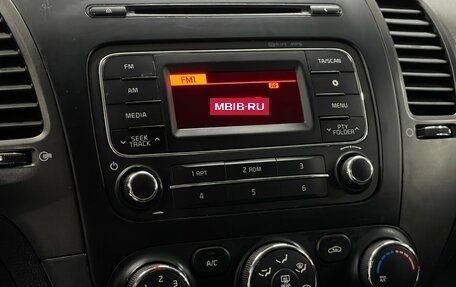 FM
TA/SCAN
FM1
AM
MENU
MEDIA
MBIB-RU
SEEK
TRACK
PTY
FOLDER
1 RPT
2 RDM
3
4
5
6
A/C